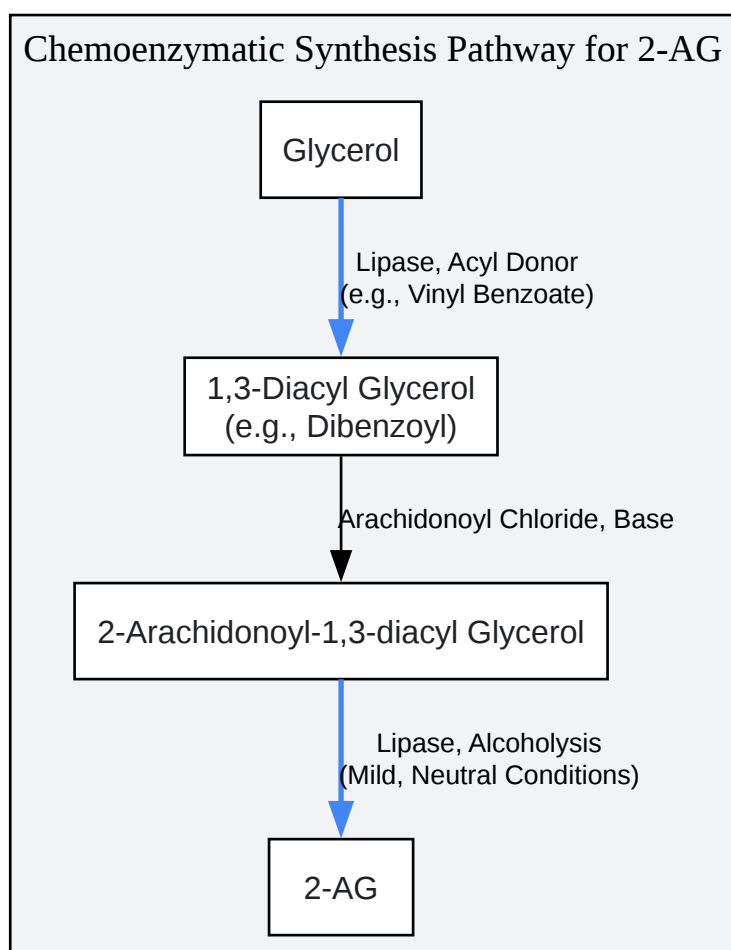 Chemoenzymatic Synthesis Pathway for 2-AG
Glycerol
Lipase, Acyl Donor
(e.g., Vinyl Benzoate)
1,3-Diacyl Glycerol
(e.g., Dibenzoyl)
Arachidonoyl Chloride, Base
2-Arachidonoyl-1,3-diacyl Glycerol
Lipase, Alcoholysis
(Mild, Neutral Conditions)
2-AG